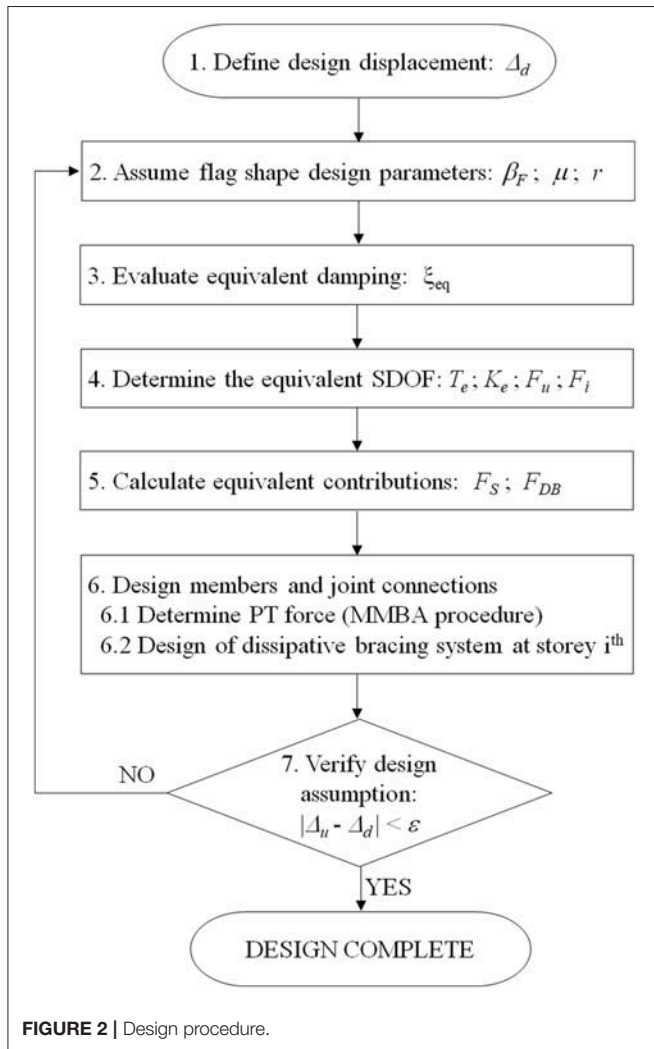 1. Define design displacement: Δd
2. Assume flag shape design parameters: βF ; μ ; r
3. Evaluate equivalent damping: ξeq
4. Determine the equivalent SDOF: Te ; Ke ; Fu ; Fi
5. Calculate equivalent contributions: FS ; FDB
6. Design members and joint connections
6.1 Determine PT force (MMBA procedure)
6.2 Design of dissipative bracing system at storey ith
NO
7. Verify design
assumption:
|Δu - Δd| < ε
YES
DESIGN COMPLETE
FIGURE 2 | Design procedure.